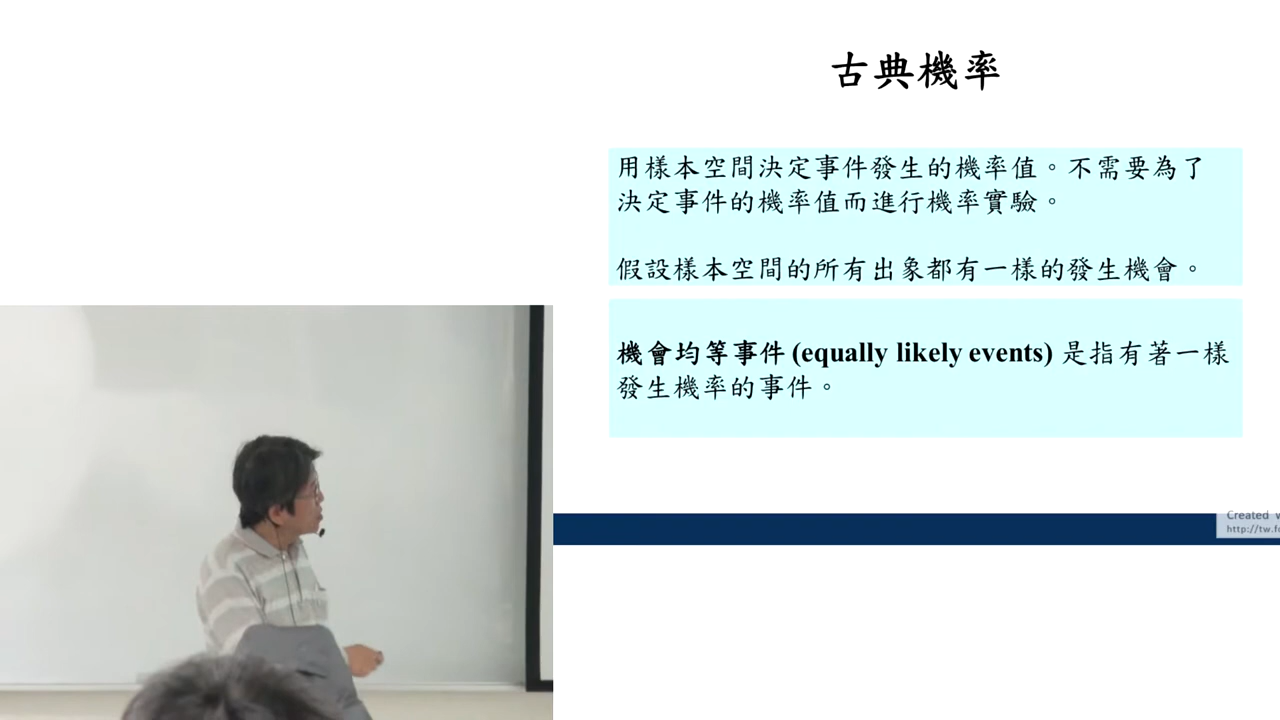 古典機率
用樣本空間決定事件發生的機率值。不需要為了
決定事件的機率值而進行機率實驗。
假設樣本空間的所有出象都有一樣的發生機會。
機會均等事件 (equally likely events) 是指有著一樣
發生機率的事件。
Created
http://tw.f